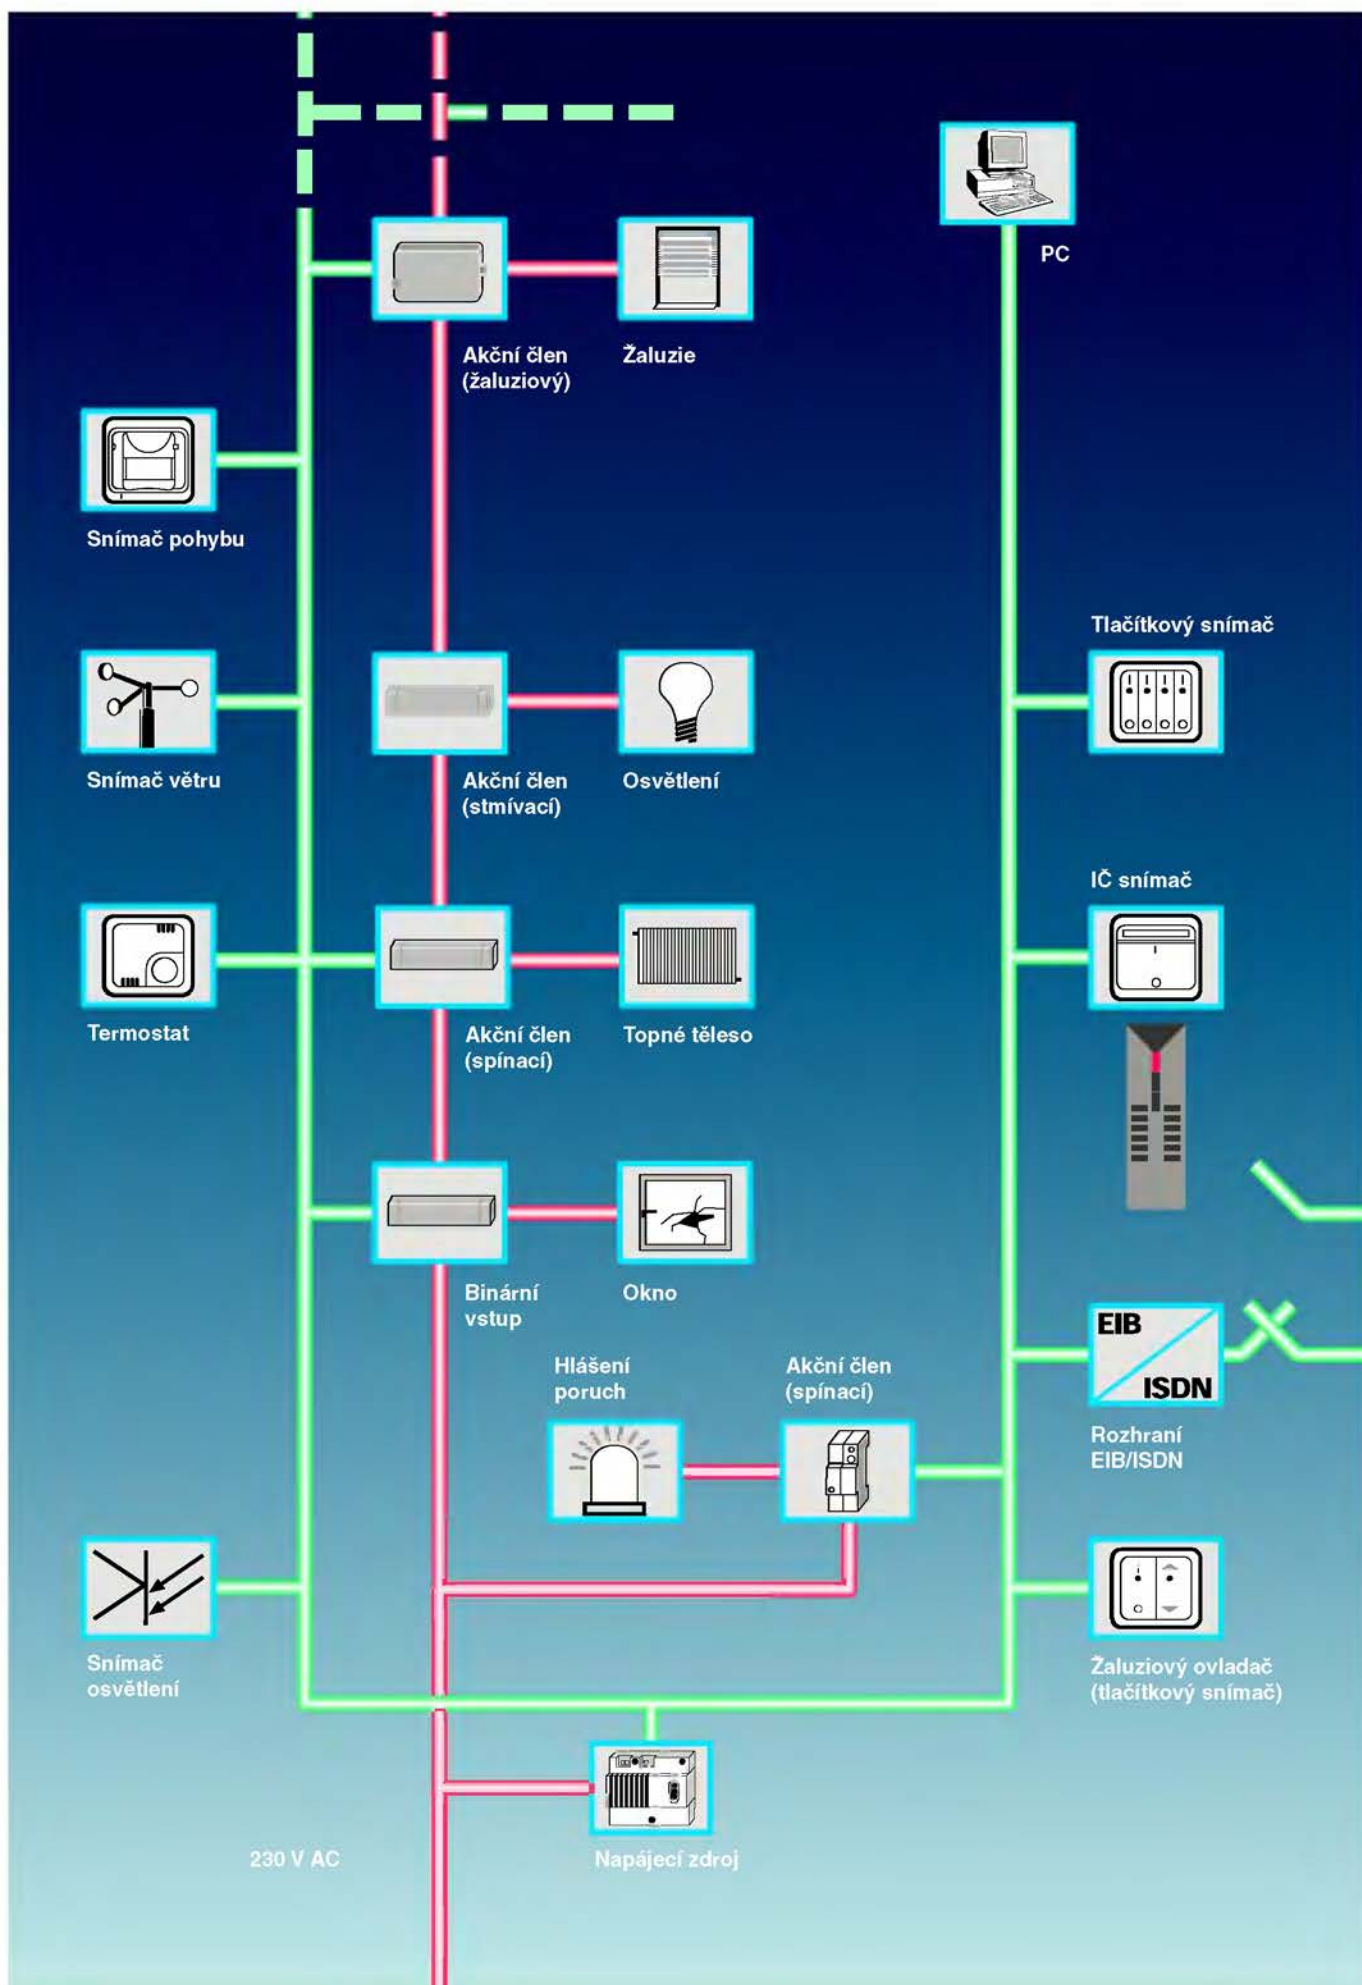 PC
Akční člen
(žaluziový)
Žaluzie
Snímač pohybu
Tlačítkový snímač
Snímač větru
Akční člen
(stmívací)
Osvětlení
IČ snímač
Termostat
Akční člen
(spínací)
Topné těleso
Binární
vstup
Okno
EIB
ISDN
Hlášení
poruch
Akční člen
(spínací)
Rozhraní
EIB/ISDN
Snímač
osvětlení
Žaluziový ovladač
(tlačítkový snímač)
230 V AC
Napájecí zdroj